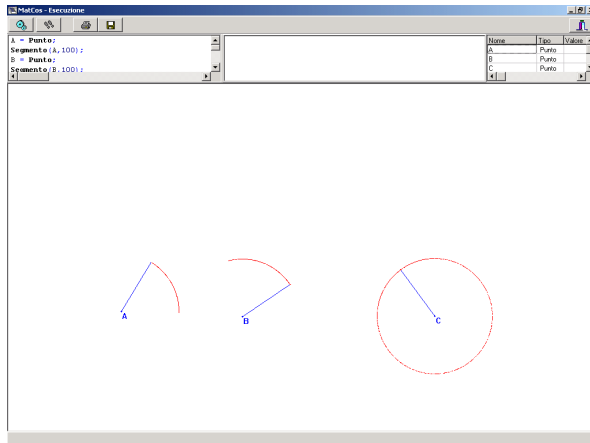 MatCos - Esecuzione
A = Punto;
Segmento(A,100);
B = Punto;
Segmento(B,100);
Nome Tipo Valore
A Punto
B Punto
C Punto
A
B
C